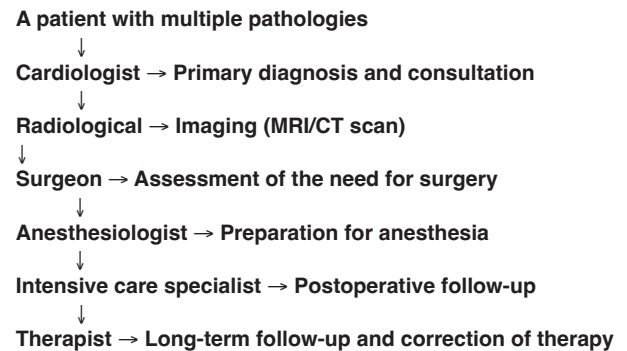 A patient with multiple pathologies
↓
Cardiologist → Primary diagnosis and consultation
↓
Radiological → Imaging (MRI/CT scan)
↓
Surgeon → Assessment of the need for surgery
↓
Anesthesiologist → Preparation for anesthesia
↓
Intensive care specialist → Postoperative follow-up
↓
Therapist → Long-term follow-up and correction of therapy